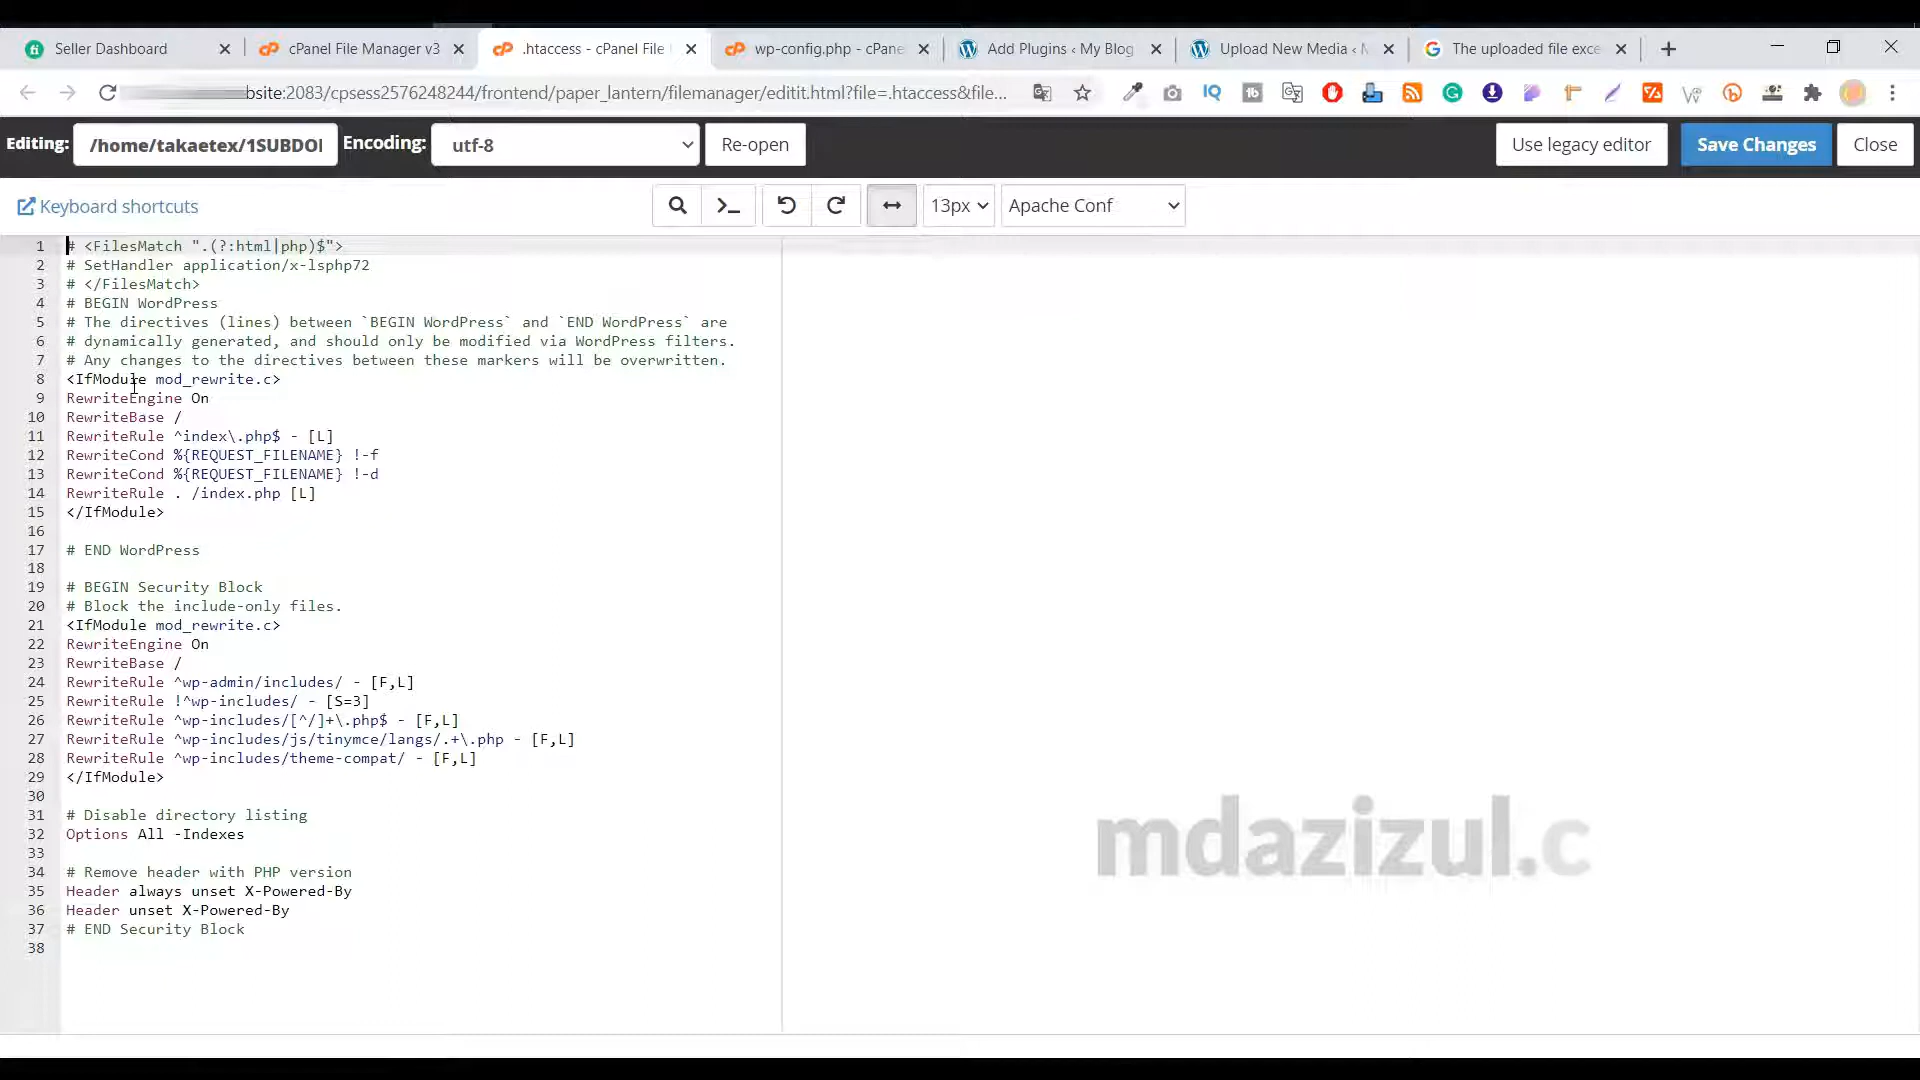 Seller Dashboard
cPanel File Manager v3
.htaccess - cPanel File
wp-config.php - cPane
Add Plugins ‹ My Blog
Upload New Media ‹ M
The uploaded file exce
bsite:2083/cpsess2576248244/frontend/paper_lantern/filemanager/editit.html?file=.htaccess&file...
Editing: /home/takaetex/1SUBDOI Encoding: utf-8 Re-open Use legacy editor Save Changes Close
Keyboard shortcuts 13px Apache Conf
1 # <FilesMatch ".(?:html|php)$">
2 # SetHandler application/x-lsphp72
3 # </FilesMatch>
4 # BEGIN WordPress
5 # The directives (lines) between `BEGIN WordPress` and `END WordPress` are
6 # dynamically generated, and should only be modified via WordPress filters.
7 # Any changes to the directives between these markers will be overwritten.
8 <IfModule mod_rewrite.c>
9 RewriteEngine On
10 RewriteBase /
11 RewriteRule ^index\.php$ - [L]
12 RewriteCond %{REQUEST_FILENAME} !-f
13 RewriteCond %{REQUEST_FILENAME} !-d
14 RewriteRule . /index.php [L]
15 </IfModule>
16
17 # END WordPress
18
19 # BEGIN Security Block
20 # Block the include-only files.
21 <IfModule mod_rewrite.c>
22 RewriteEngine On
23 RewriteBase /
24 RewriteRule ^wp-admin/includes/ - [F,L]
25 RewriteRule !^wp-includes/ - [S=3]
26 RewriteRule ^wp-includes/[^/]+\.php$ - [F,L]
27 RewriteRule ^wp-includes/js/tinymce/langs/.+\.php - [F,L]
28 RewriteRule ^wp-includes/theme-compat/ - [F,L]
29 </IfModule>
30
31 # Disable directory listing
32 Options All -Indexes
33
34 # Remove header with PHP version
35 Header always unset X-Powered-By
36 Header unset X-Powered-By
37 # END Security Block
38
mdazizul.c